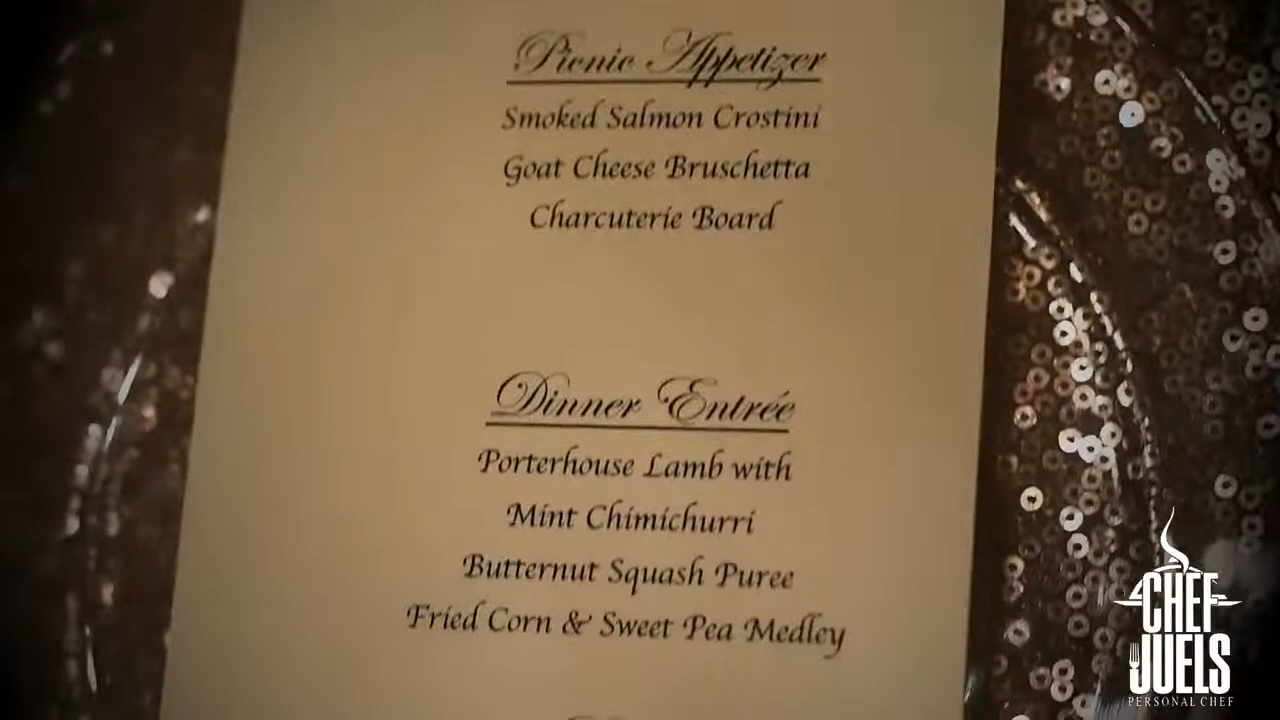 Picnic Appetizer
Smoked Salmon Crostini
Goat Cheese Bruschetta
Charcuterie Board
Dinner Entrée
Porterhouse Lamb with
Mint Chimichurri
Butternut Squash Puree
Fried Corn & Sweet Pea Medley
CHEF
JUELS
PERSONAL CHEF